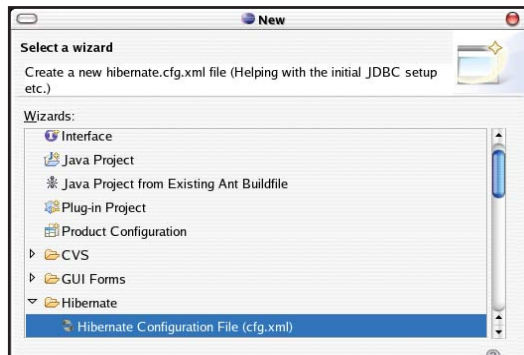 New
Select a wizard
Create a new hibernate.cfg.xml file (Helping with the initial JDBC setup
etc.)
Wizards:
Interface
Java Project
Java Project from Existing Ant Buildfile
Plug-in Project
Product Configuration
CVS
GUI Forms
Hibernate
Hibernate Configuration File (cfg.xml)